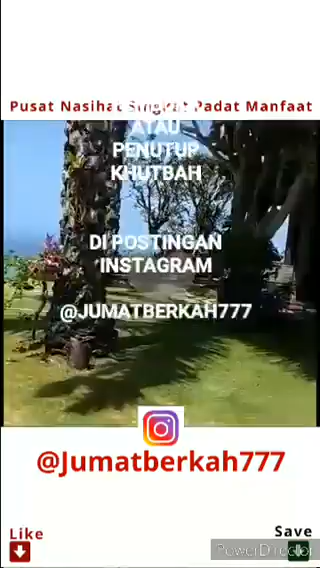 Pusat Nasihat Singkat Padat Manfaat
ATAU
PENUTUP
KHUTBAH
DI POSTINGAN
INSTAGRAM
@JUMATBERKAH777
@Jumatberkah777
Like
Save
PowerDirector